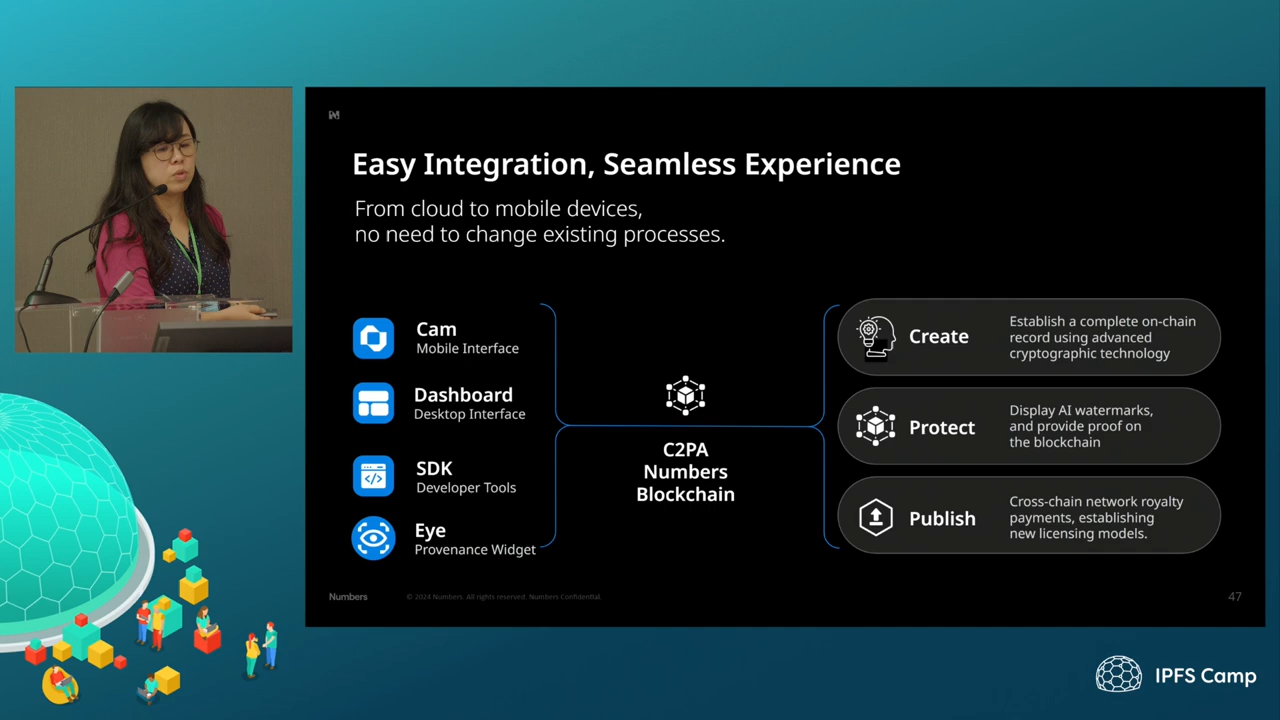 Easy Integration, Seamless Experience
From cloud to mobile devices,
no need to change existing processes.
Cam
Mobile Interface
Dashboard
Desktop Interface
SDK
Developer Tools
Eye
Provenance Widget
C2PA
Numbers
Blockchain
Create
Establish a complete on-chain
record using advanced
cryptographic technology
Protect
Display AI watermarks,
and provide proof on
the blockchain
Publish
Cross-chain network royalty
payments, establishing
new licensing models.
Numbers
© 2024 Numbers. All rights reserved. Numbers Confidential.
47
IPFS Camp